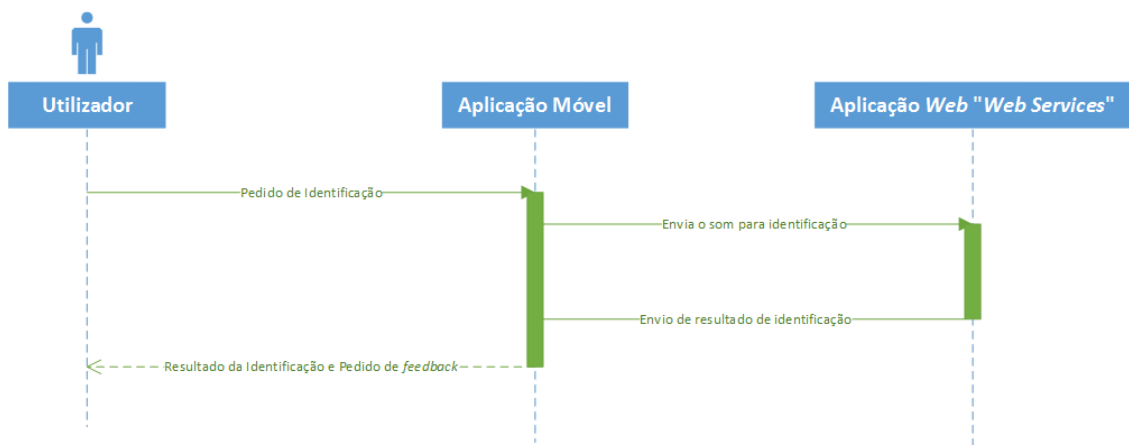 Utilizador
Aplicação Móvel
Aplicação Web "Web Services"
Pedido de Identificação
Envia o som para identificação
Envio de resultado de identificação
Resultado da Identificação e Pedido de feedback